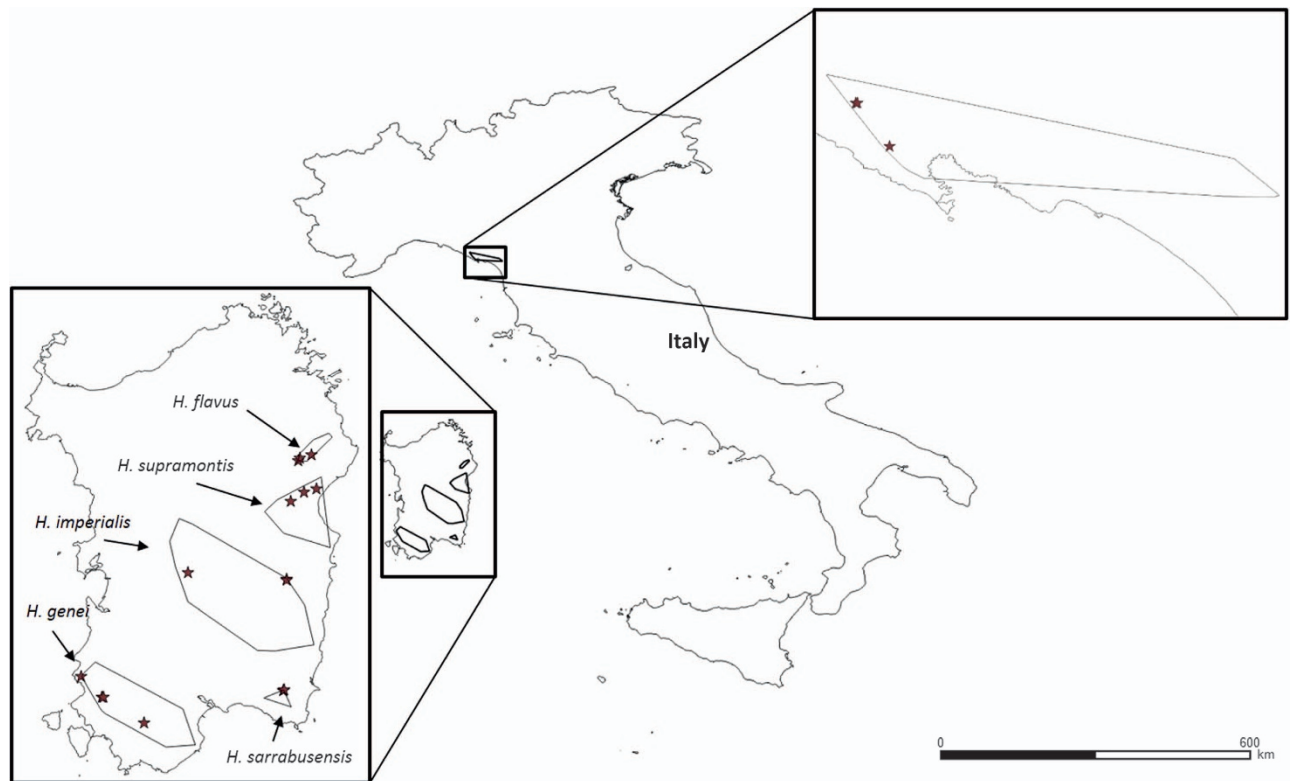 Italy
H. flavus
H. supramontis
H. imperialis
H. genei
H. sarrabusensis
0 600
km